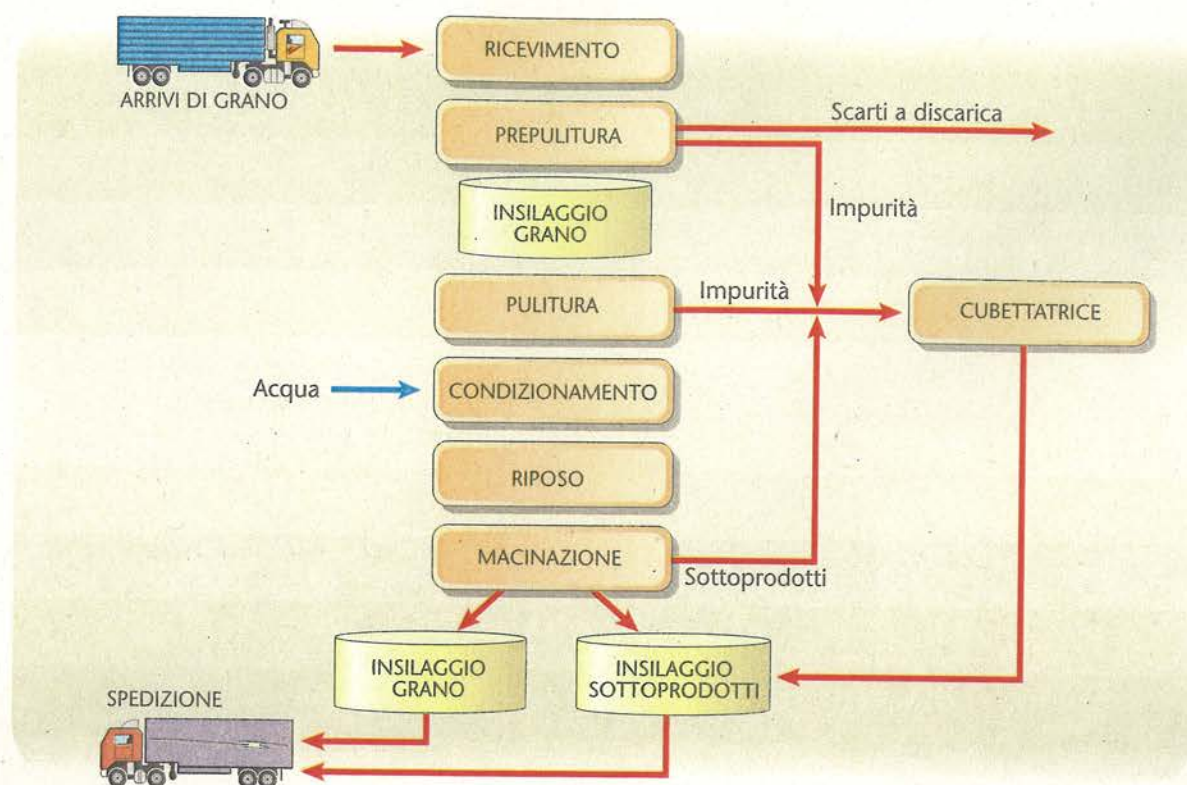 ARRIVI DI GRANO
RICEVIMENTO
PREPULITURA
Scarti a discarica
Impurità
INSILAGGIO
GRANO
PULITURA
Impurità
CUBETTATRICE
Acqua
CONDIZIONAMENTO
RIPOSO
MACINAZIONE
Sottoprodotti
INSILAGGIO
GRANO
INSILAGGIO
SOTTOPRODOTTI
SPEDIZIONE